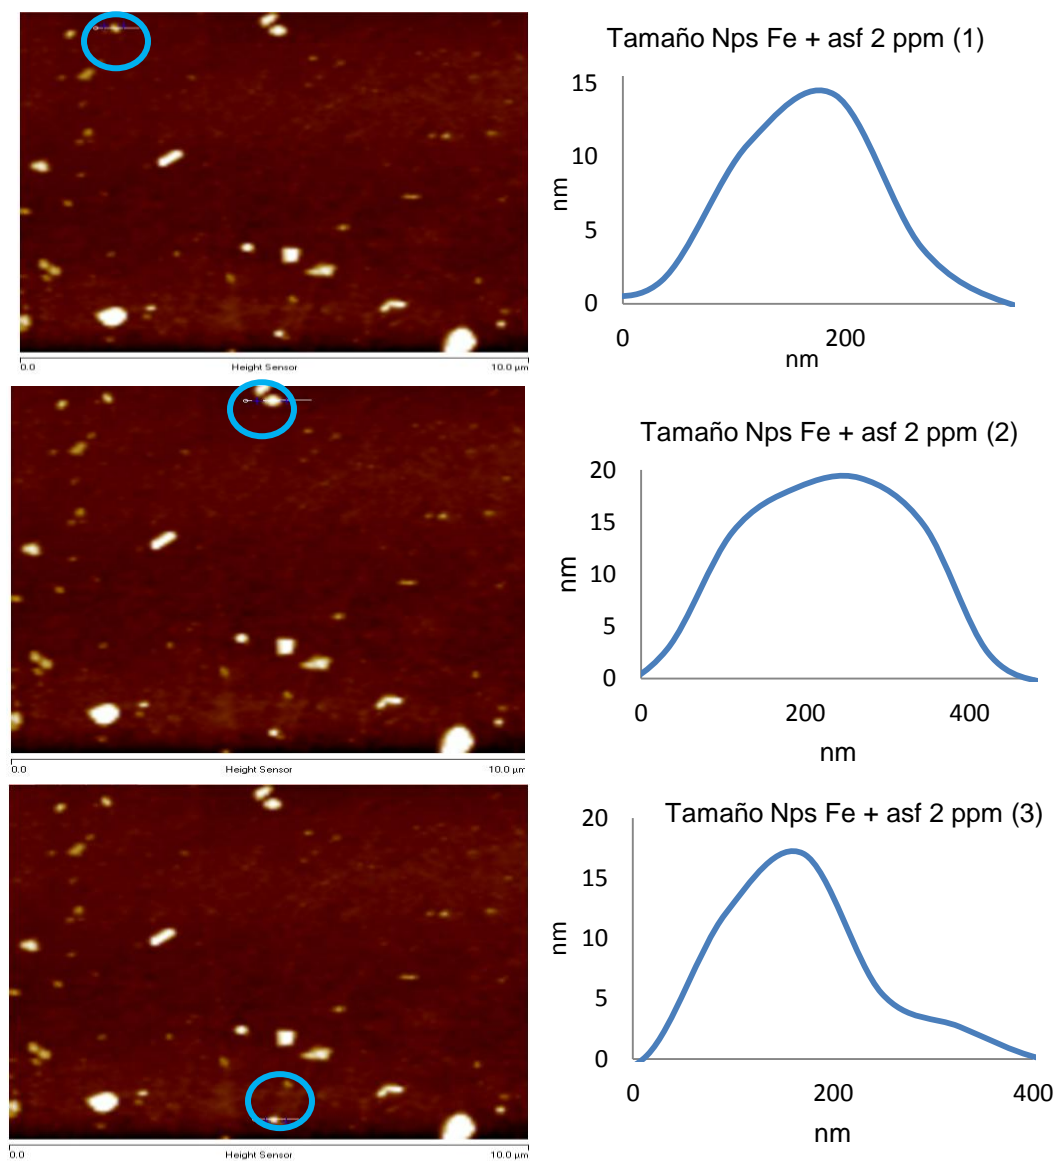 Tamaño Nps Fe + asf 2 ppm (1)
15
10
5
0
nm
0
200
nm
0.0
Height Sensor
10.0 µm
Tamaño Nps Fe + asf 2 ppm (2)
20
15
10
5
0
nm
0
200
400
nm
0.0
Height Sensor
10.0 µm
Tamaño Nps Fe + asf 2 ppm (3)
20
15
10
5
0
nm
0
200
400
nm
0.0
Height Sensor
10.0 µm